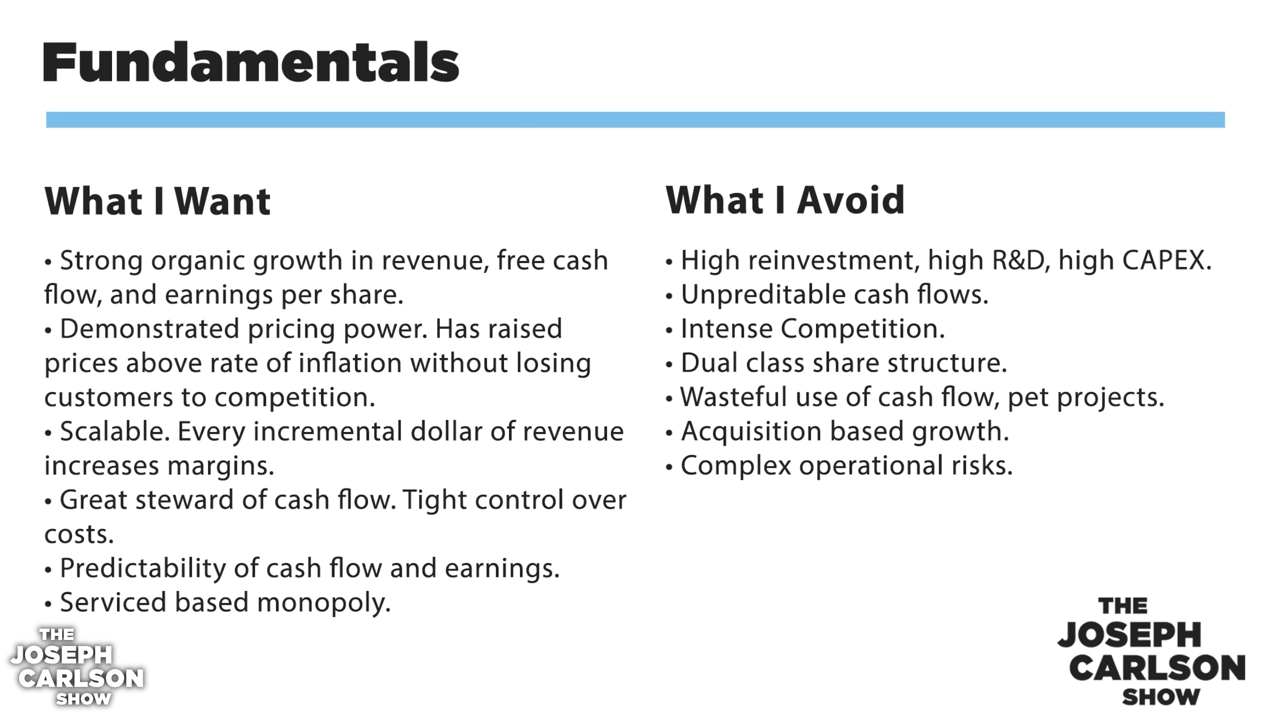 Fundamentals
What I Want
• Strong organic growth in revenue, free cash
flow, and earnings per share.
• Demonstrated pricing power. Has raised
prices above rate of inflation without losing
customers to competition.
• Scalable. Every incremental dollar of revenue
increases margins.
• Great steward of cash flow. Tight control over
costs.
• Predictability of cash flow and earnings.
• Serviced based monopoly.
What I Avoid
• High reinvestment, high R&D, high CAPEX.
• Unpreditable cash flows.
• Intense Competition.
• Dual class share structure.
• Wasteful use of cash flow, pet projects.
• Acquisition based growth.
• Complex operational risks.
THE
JOSEPH
CARLSON
SHOW
THE
JOSEPH
CARLSON
SHOW